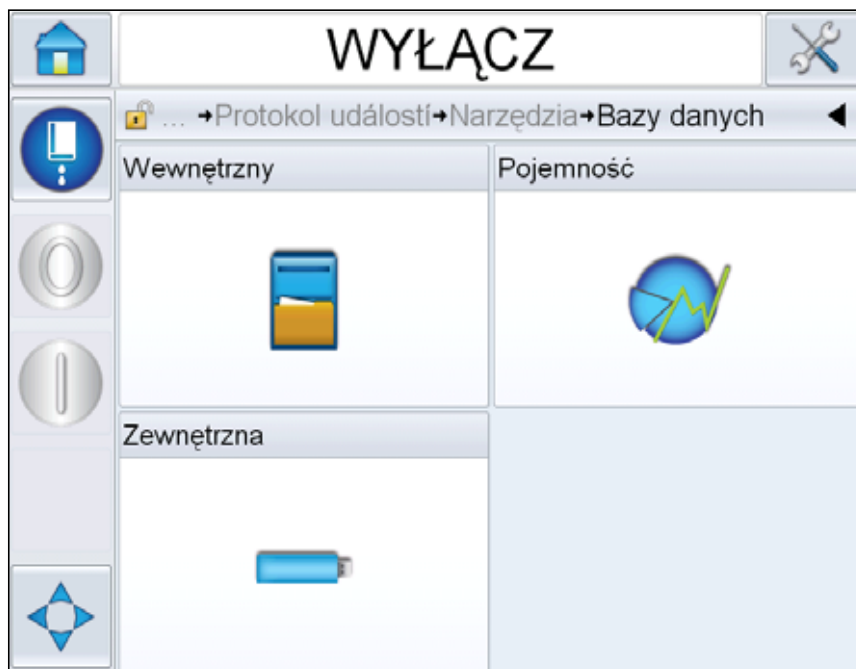 WYŁĄCZ
... →Protokol událostí→Narzędzia→Bazy danych
Wewnętrzny Pojemność
Zewnętrzna